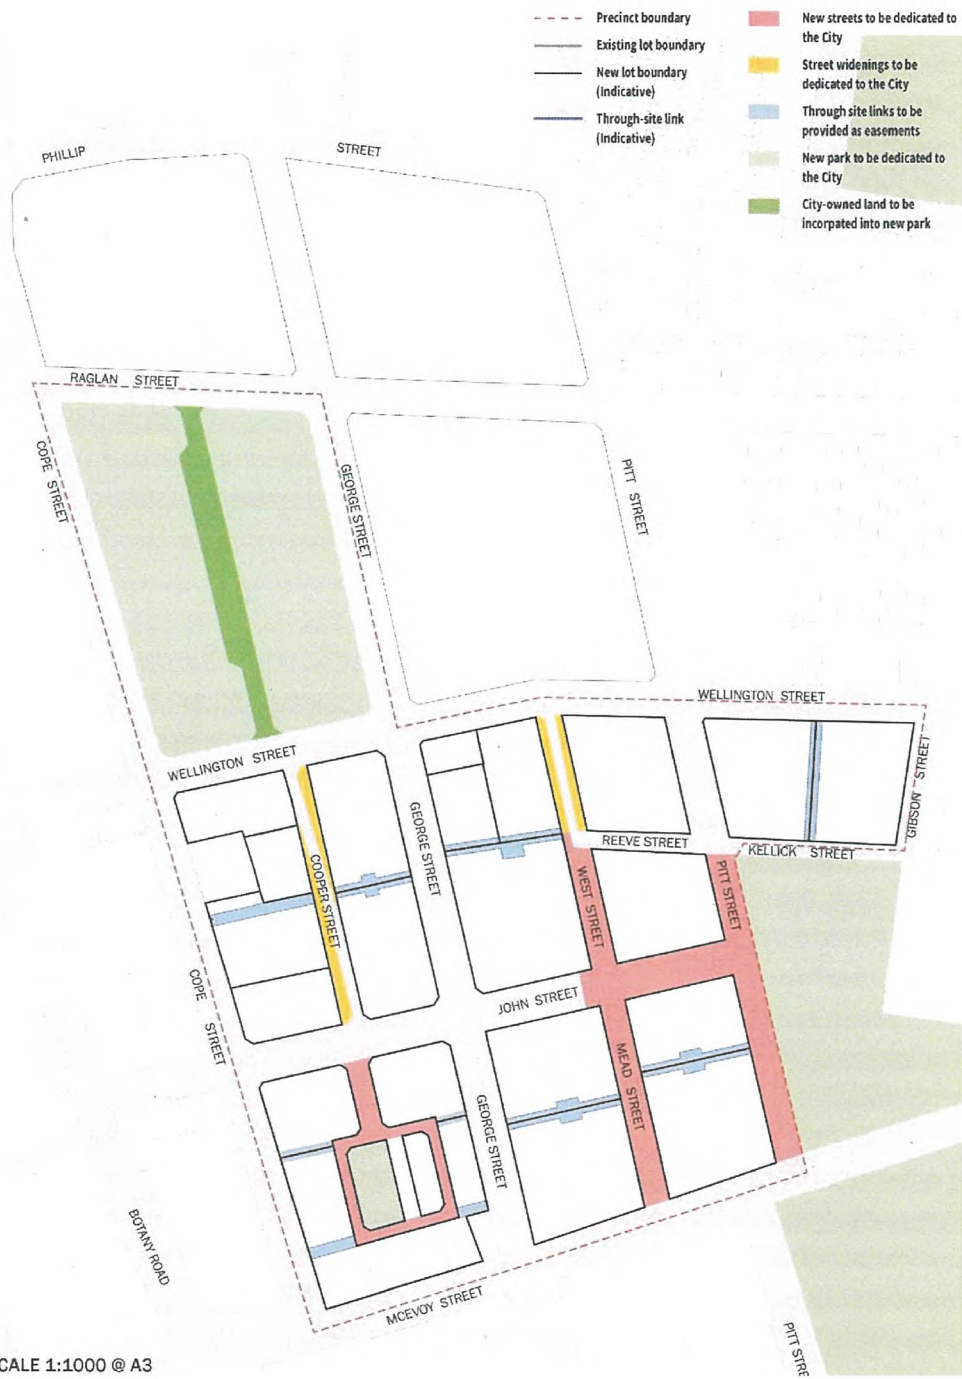 Precinct boundary
Existing lot boundary
New lot boundary
(Indicative)
Through-site link
(Indicative)
New streets to be dedicated to
the City
Street widenings to be
dedicated to the City
Through site links to be
provided as easements
New park to be dedicated to
the City
City-owned land to be
incorpated into new park
PHILLIP
STREET
RAGLAN STREET
COPE STREET
GEORGE STREET
PITT STREET
WELLINGTON STREET
WELLINGTON STREET
GIBSON STREET
GEORGE STREET
COOPER STREET
REEVE STREET
KELLICK STREET
WEST STREET
PITT STREET
COPE STREET
JOHN STREET
MEAD STREET
GEORGE STREET
BOTANY ROAD
MCEVOY STREET
PITT STRE
CALE 1:1000 @ A3